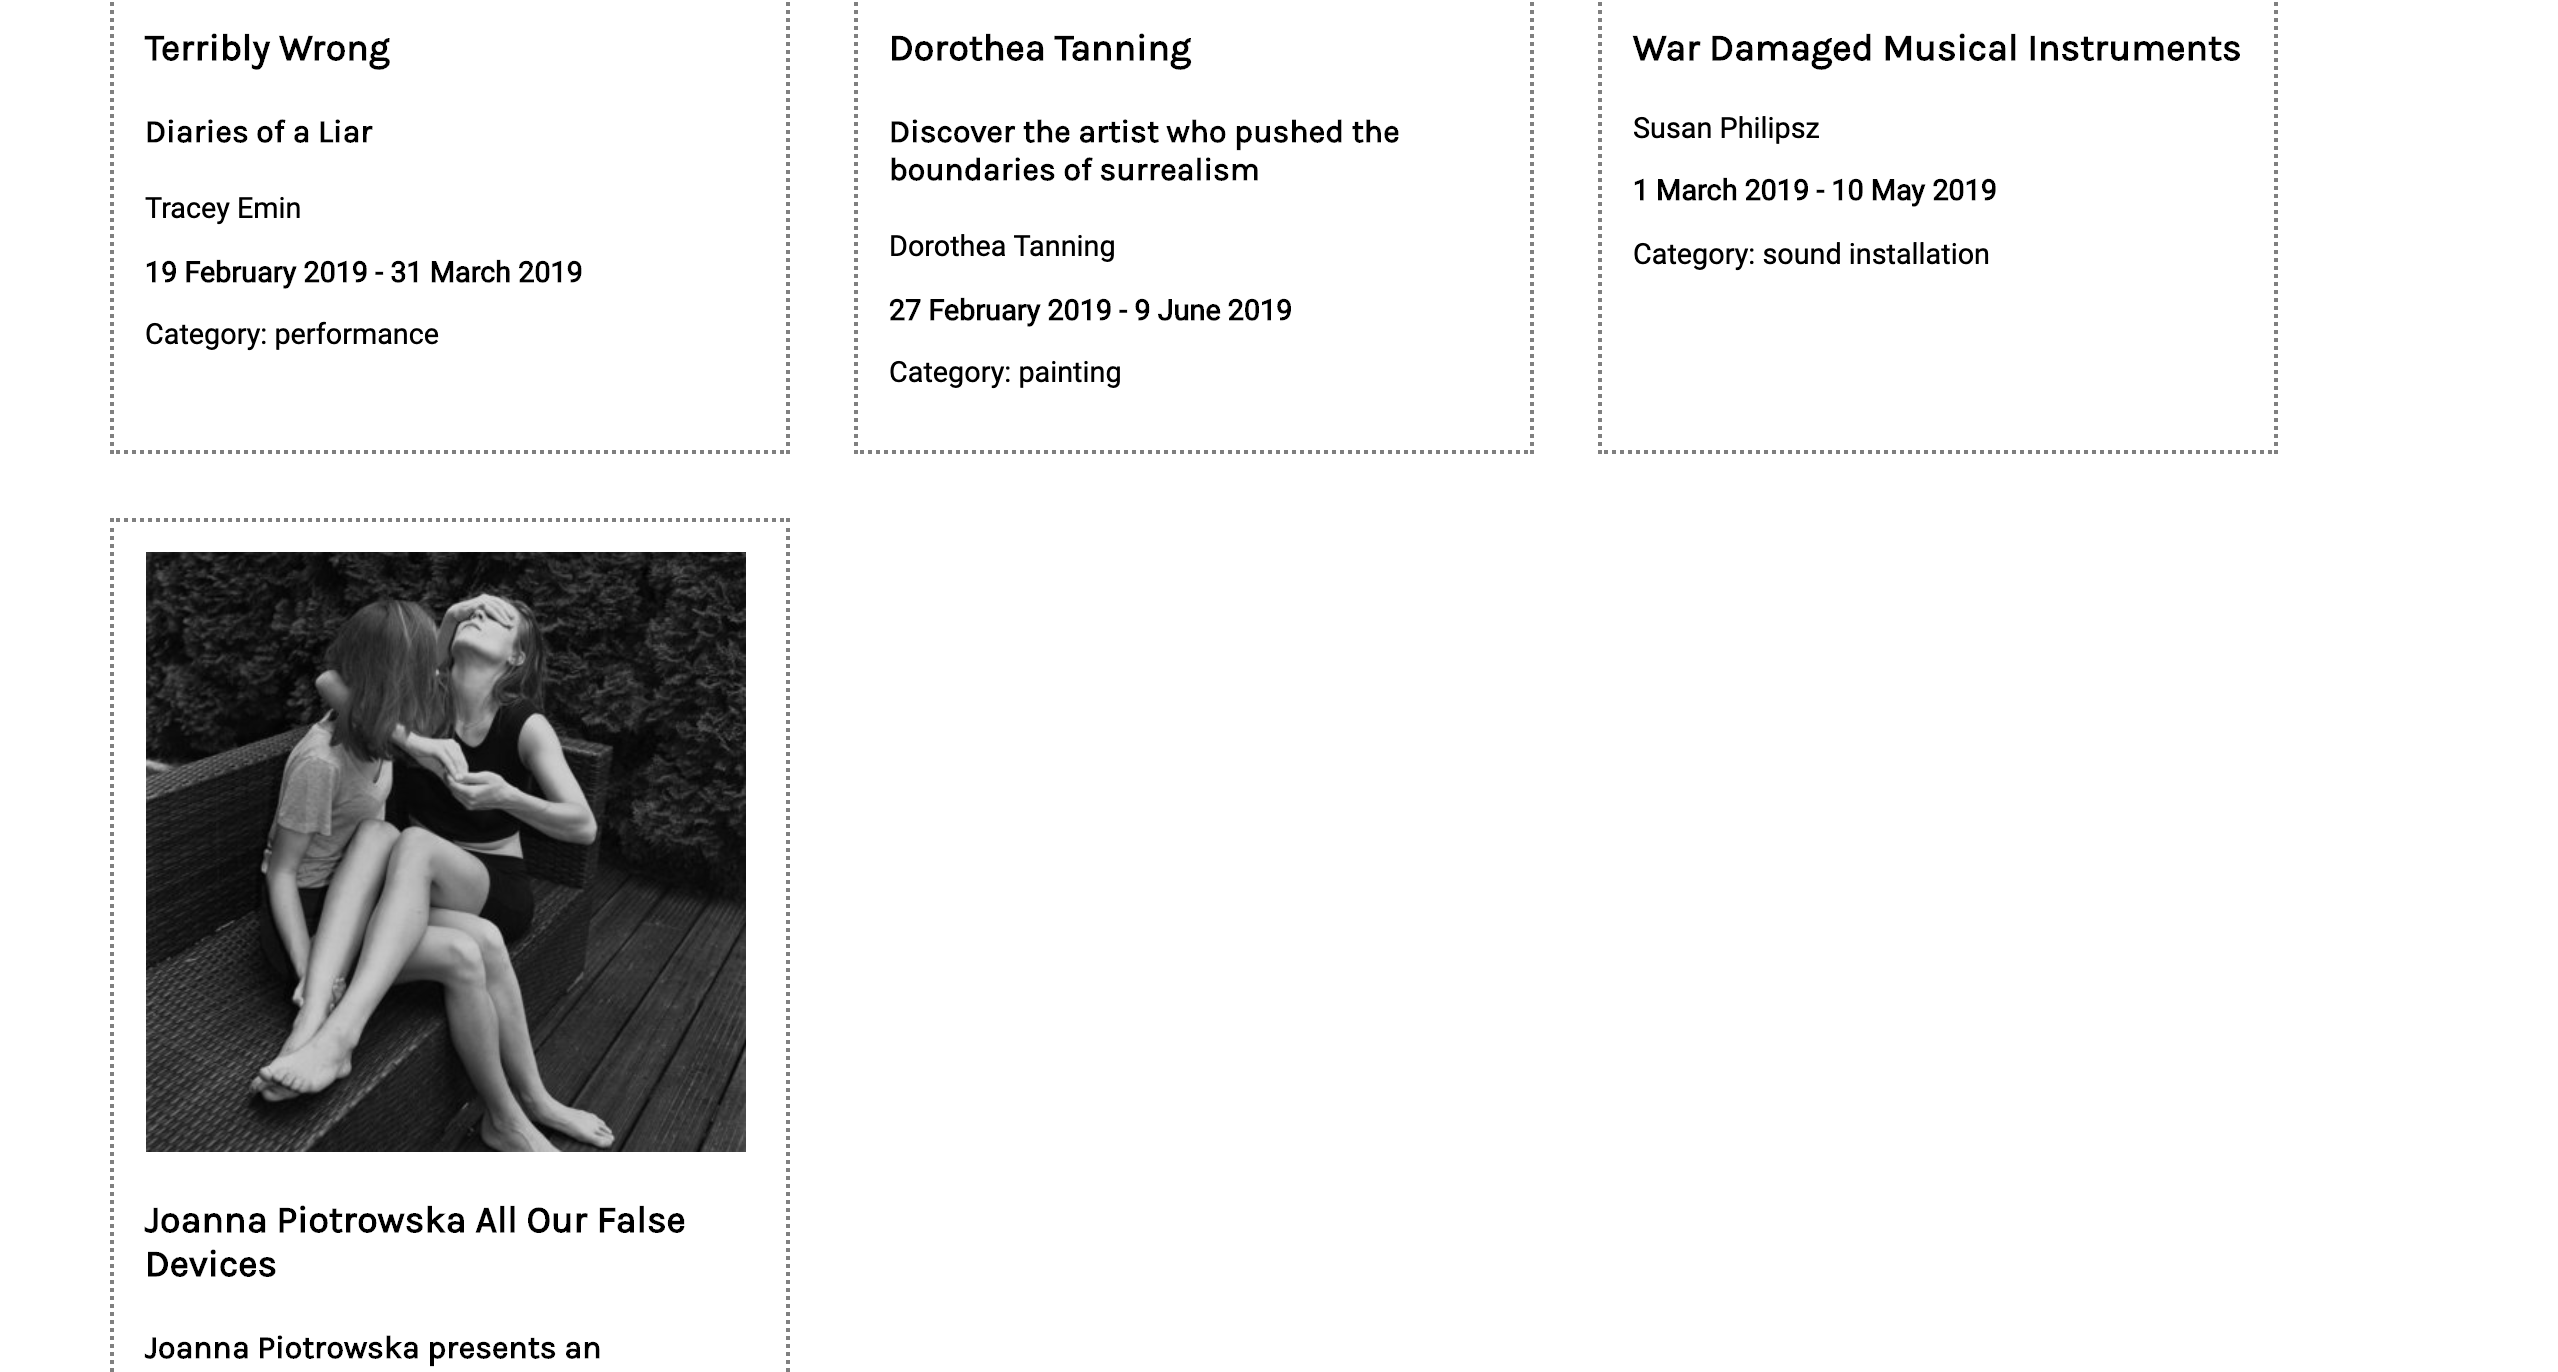 Terribly Wrong
Diaries of a Liar
Tracey Emin
19 February 2019 - 31 March 2019
Category: performance
Dorothea Tanning
Discover the artist who pushed the
boundaries of surrealism
Dorothea Tanning
27 February 2019 - 9 June 2019
Category: painting
War Damaged Musical Instruments
Susan Philipsz
1 March 2019 - 10 May 2019
Category: sound installation
Joanna Piotrowska All Our False
Devices
Joanna Piotrowska presents an